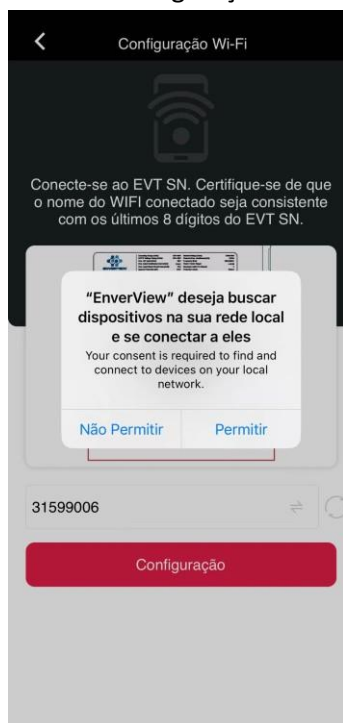 Configuração Wi-Fi
Conecte-se ao EVT SN. Certifique-se de que
o nome do WIFI conectado seja consistente
com os últimos 8 dígitos do EVT SN.
“EnverView” deseja buscar
dispositivos na sua rede local
e se conectar a eles
Your consent is required to find and
connect to devices on your local
network.
Não Permitir
Permitir
31599006
Configuração